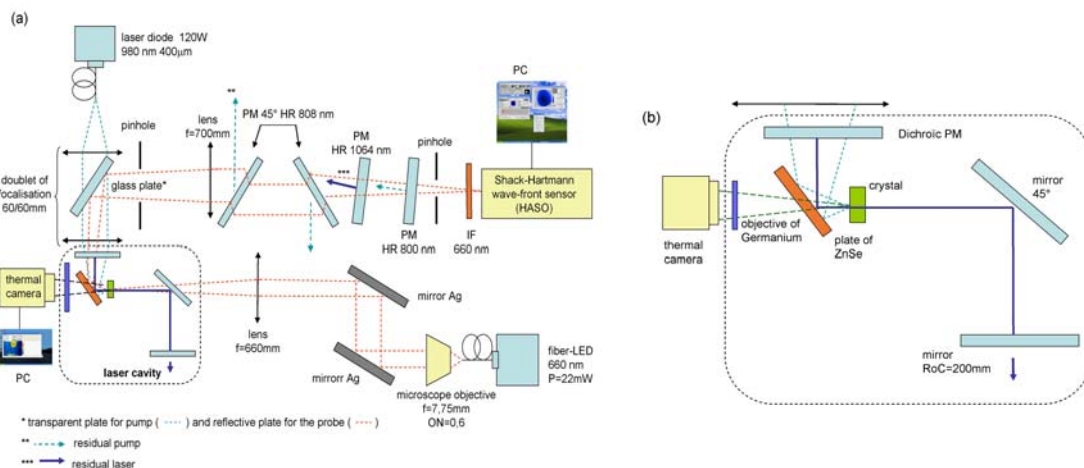 (a)
laser diode 120W
980 nm 400µm
pinhole
doublet of
focalisation
60/60mm
glass plate*
lens
f=700mm
**
PM 45° HR 808 nm
PM
HR 1064 nm
***
pinhole
PM
HR 800 nm
IF
660 nm
PC
Shack-Hartmann
wave-front sensor
(HASO)
thermal
camera
PC
laser cavity
lens
f=660mm
mirror Ag
mirorr Ag
microscope objective
f=7,75mm
ON=0,6
fiber-LED
660 nm
P=22mW
* transparent plate for pump ( ) and reflective plate for the probe ( )
** residual pump
*** residual laser
(b)
Dichroic PM
crystal
mirror
45°
thermal
camera
objective of
Germanium
plate of
ZnSe
mirror
RoC=200mm